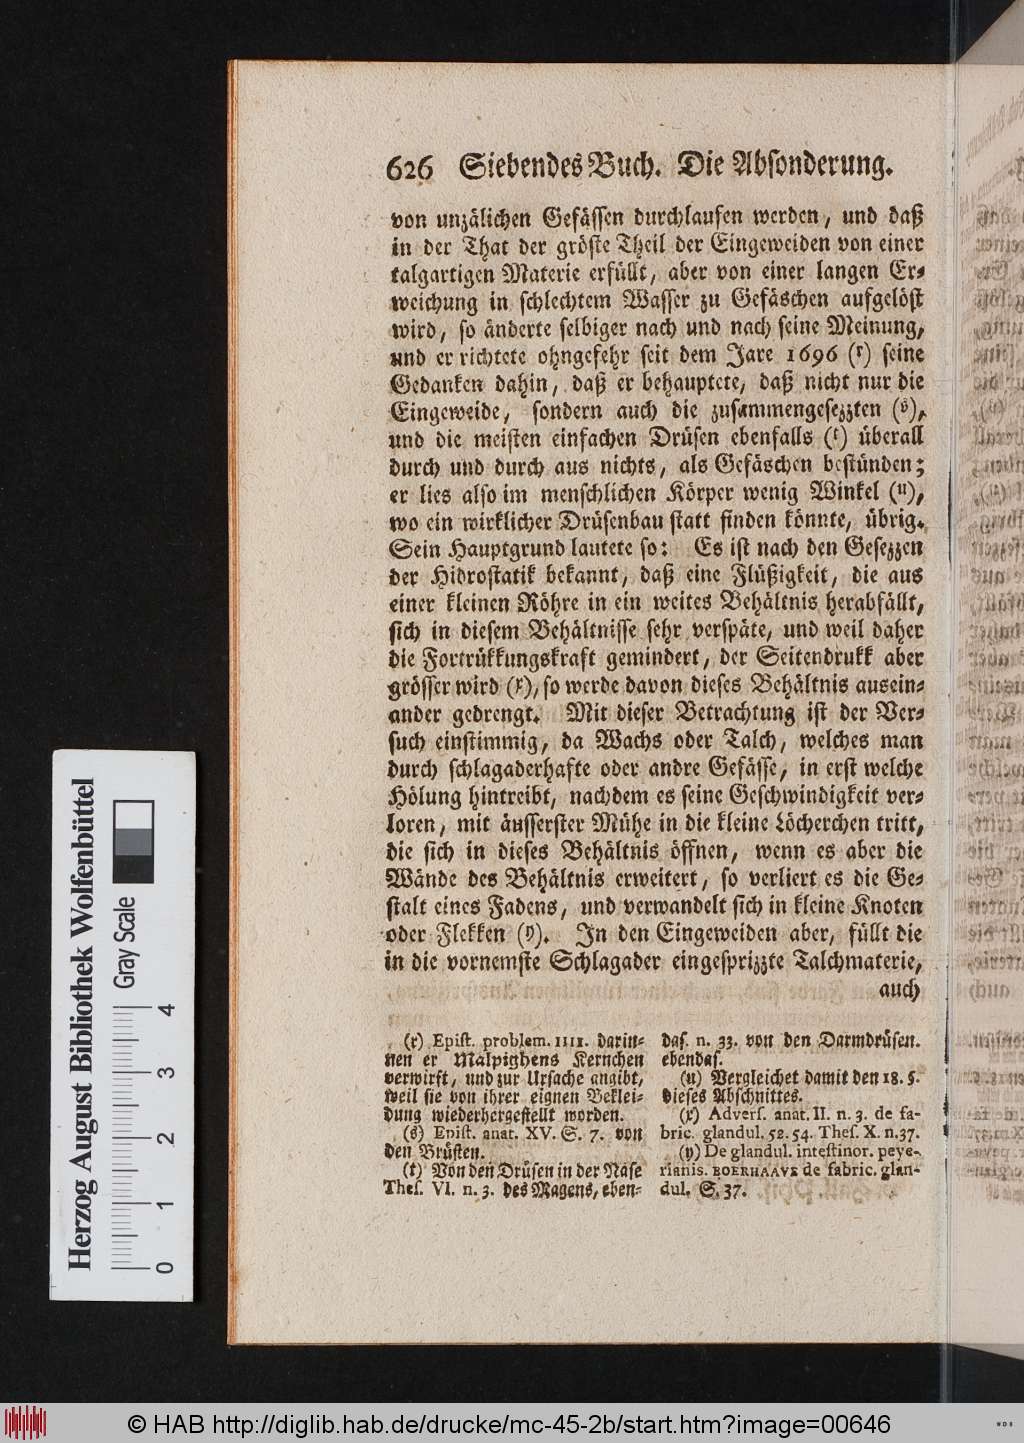 626 Siebendes Buch. Die Absonderung.
von unzälichen Gefässen durchlaufen werden, und daß
in der That der gröste Theil der Eingeweiden von einer
talgartigen Materie erfüllt, aber von einer langen Er-
weichung in schlechtem Wasser zu Gefäschen aufgelöst
wird, so änderte selbiger nach und nach seine Meinung,
und er richtete ohngefehr seit dem Jare 1696 (r) seine
Gedanken dahin, daß er behauptete, daß nicht nur die
Eingeweide, sondern auch die zusammengesezzten (s),
und die meisten einfachen Drüsen ebenfalls (t) überall
durch und durch aus nichts, als Gefäschen bestünden;
er lies also im menschlichen Körper wenig Winkel (u),
wo ein wirklicher Drüsenbau statt finden könnte, übrig.
Sein Hauptgrund lautete so: Es ist nach den Gesezzen
der Hidrostatik bekannt, daß eine Flüßigkeit, die aus
einer kleinen Röhre in ein weites Behältnis herabfällt,
sich in diesem Behältnisse sehr verspäte, und weil daher
die Fortrükkungskraft gemindert, der Seitendrukk aber
grösser wird (x), so werde davon dieses Behältnis ausein-
ander gedrengt. Mit dieser Betrachtung ist der Ver-
such einstimmig, da Wachs oder Talch, welches man
durch schlagaderhafte oder andre Gefässe, in erst welche
Hölung hintreibt, nachdem es seine Geschwindigkeit ver-
loren, mit äusserster Mühe in die kleine Löcherchen tritt,
die sich in dieses Behältnis öffnen, wenn es aber die
Wände des Behältnis erweitert, so verliert es die Ge-
stalt eines Fadens, und verwandelt sich in kleine Knoten
oder Flekken (y). In den Eingeweiden aber, füllt die
in die vornemste Schlagader eingesprizzte Talchmaterie,
auch
(r) Epist. problem. IIII. darin-
nen er Malpighens Kernchen
verwirft, und zur Ursache angibt,
weil sie von ihrer eignen Beklei-
dung wiederhergestellt worden.
(s) Epist. anat. XV. S. 7. von
den Brüsten.
(t) Von den Drüsen in der Nase
Thes. VI. n. 3. des Magens, eben-
das. n. 33. von den Darmdrüsen.
ebendas.
(u) Vergleichet damit den 18. §.
dieses Abschnittes.
(x) Advers. anat. II. n. 3. de fa-
bric. glandul. 52. 54. Thes. X. n. 37.
(y) De glandul. intestinor. peye-
rianis. BOERHAAVE de fabric. glan-
dul. S. 37.
Herzog August Bibliothek Wolfenbüttel
Gray Scale
0 1 2 3 4
© HAB http://diglib.hab.de/drucke/mc-45-2b/start.htm?image=00646